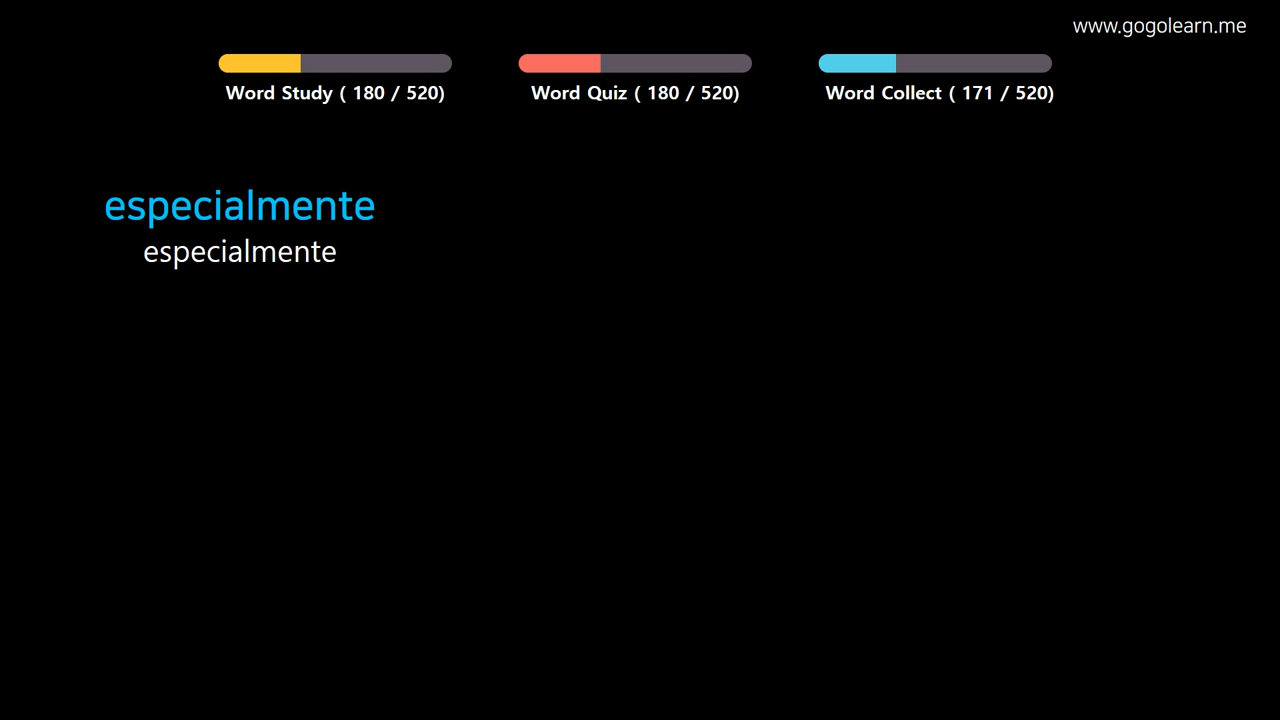 www.gogolearn.me
Word Study ( 180 / 520)
Word Quiz ( 180 / 520)
Word Collect ( 171 / 520)
especialmente
especialmente